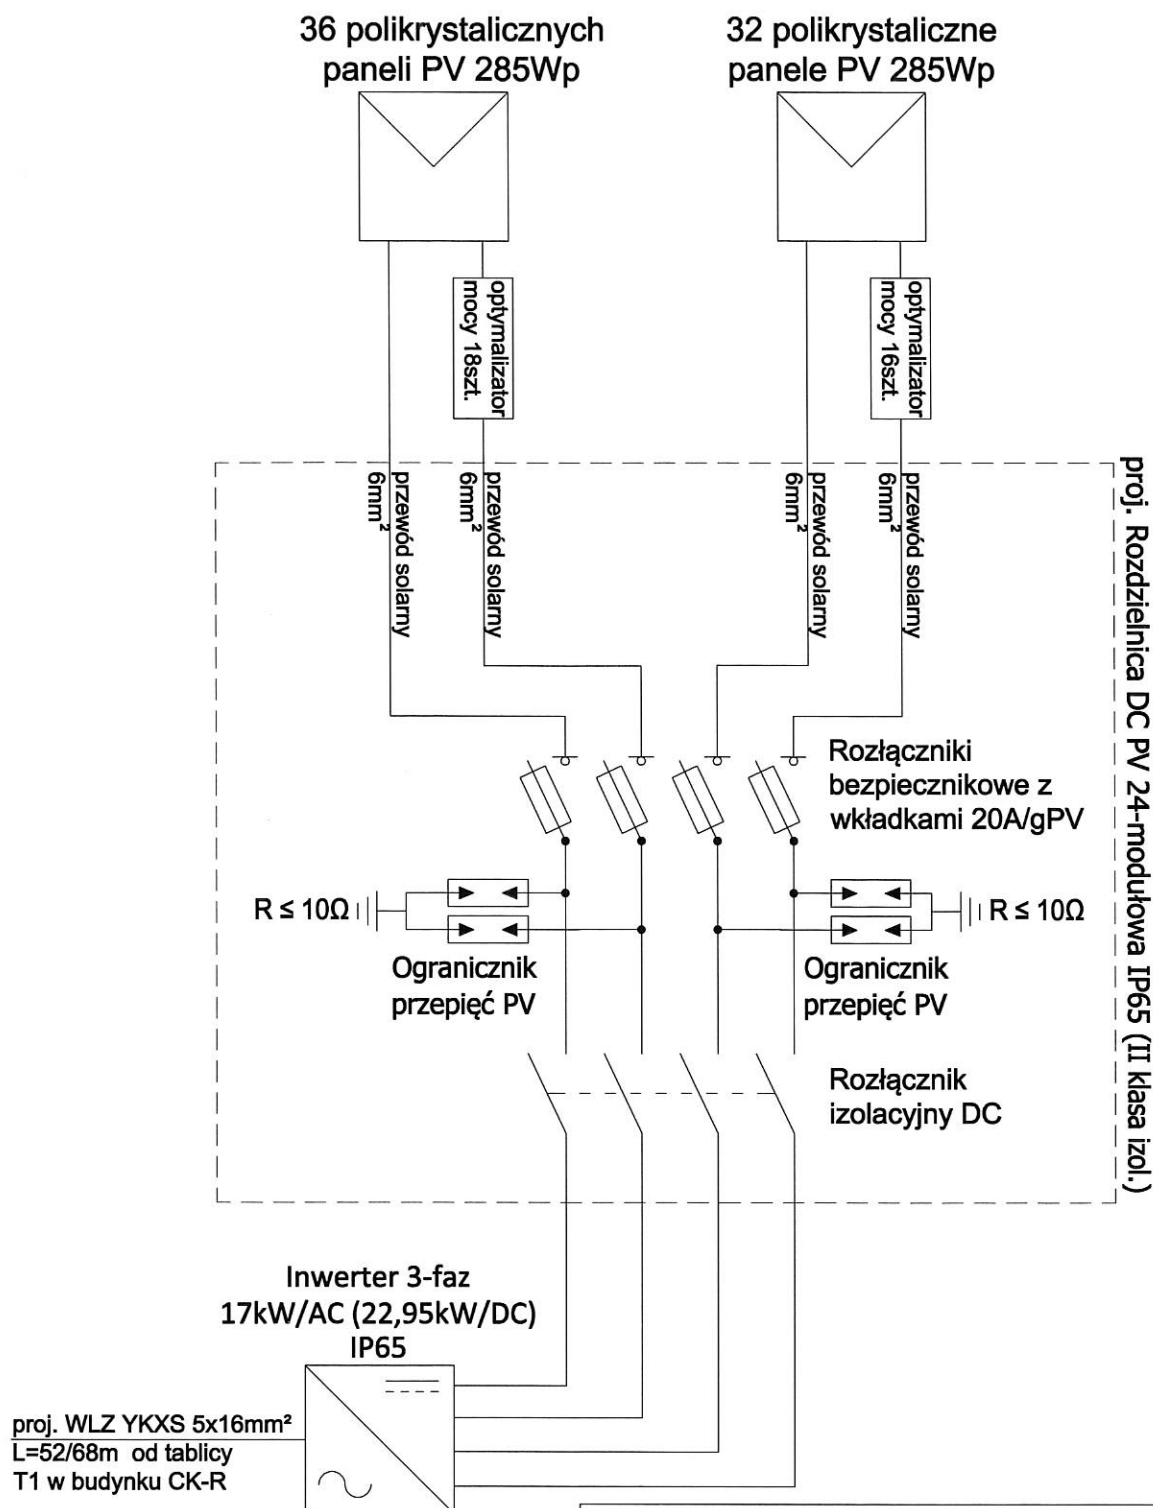 36 polikrystalicznych
paneli PV 285Wp
32 polikrystaliczne
panele PV 285Wp
optymalizator
mocy 18szt.
optymalizator
mocy 16szt.
przewód solarny
6mm²
przewód solarny
6mm²
przewód solarny
6mm²
przewód solarny
6mm²
proj. Rozdzielnica DC PV 24-modułowa IP65 (II klasa izol.)
Rozłączniki
bezpiecznikowe z
wkładkami 20A/gPV
R ≤ 10Ω
R ≤ 10Ω
Ogranicznik
przepięć PV
Ogranicznik
przepięć PV
Rozłącznik
izolacyjny DC
Inwerter 3-faz
17kW/AC (22,95kW/DC)
IP65
proj. WLZ YKXS 5x16mm²
L=52/68m od tablicy
T1 w budynku CK-R